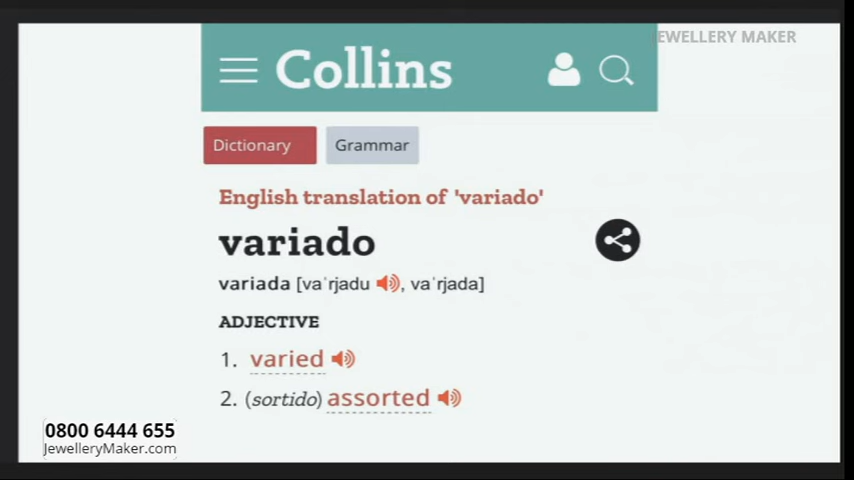 JEWELLERY MAKER
Collins
Dictionary Grammar
English translation of 'variado'
variado
variada [vaˈrjadu , vaˈrjada]
ADJECTIVE
1. varied
2. (sortido) assorted
0800 6444 655
JewelleryMaker.com